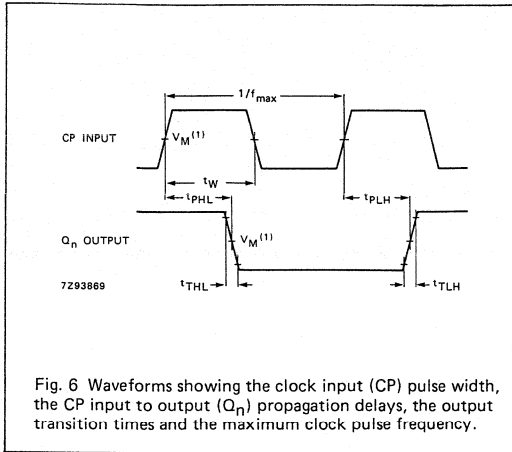 1/fmax
CP INPUT
VM(1)
tW
tPHL
tPLH
Qn OUTPUT
VM(1)
7Z93869
tTHL
tTLH
Fig. 6 Waveforms showing the clock input (CP) pulse width,
the CP input to output (Qn) propagation delays, the output
transition times and the maximum clock pulse frequency.